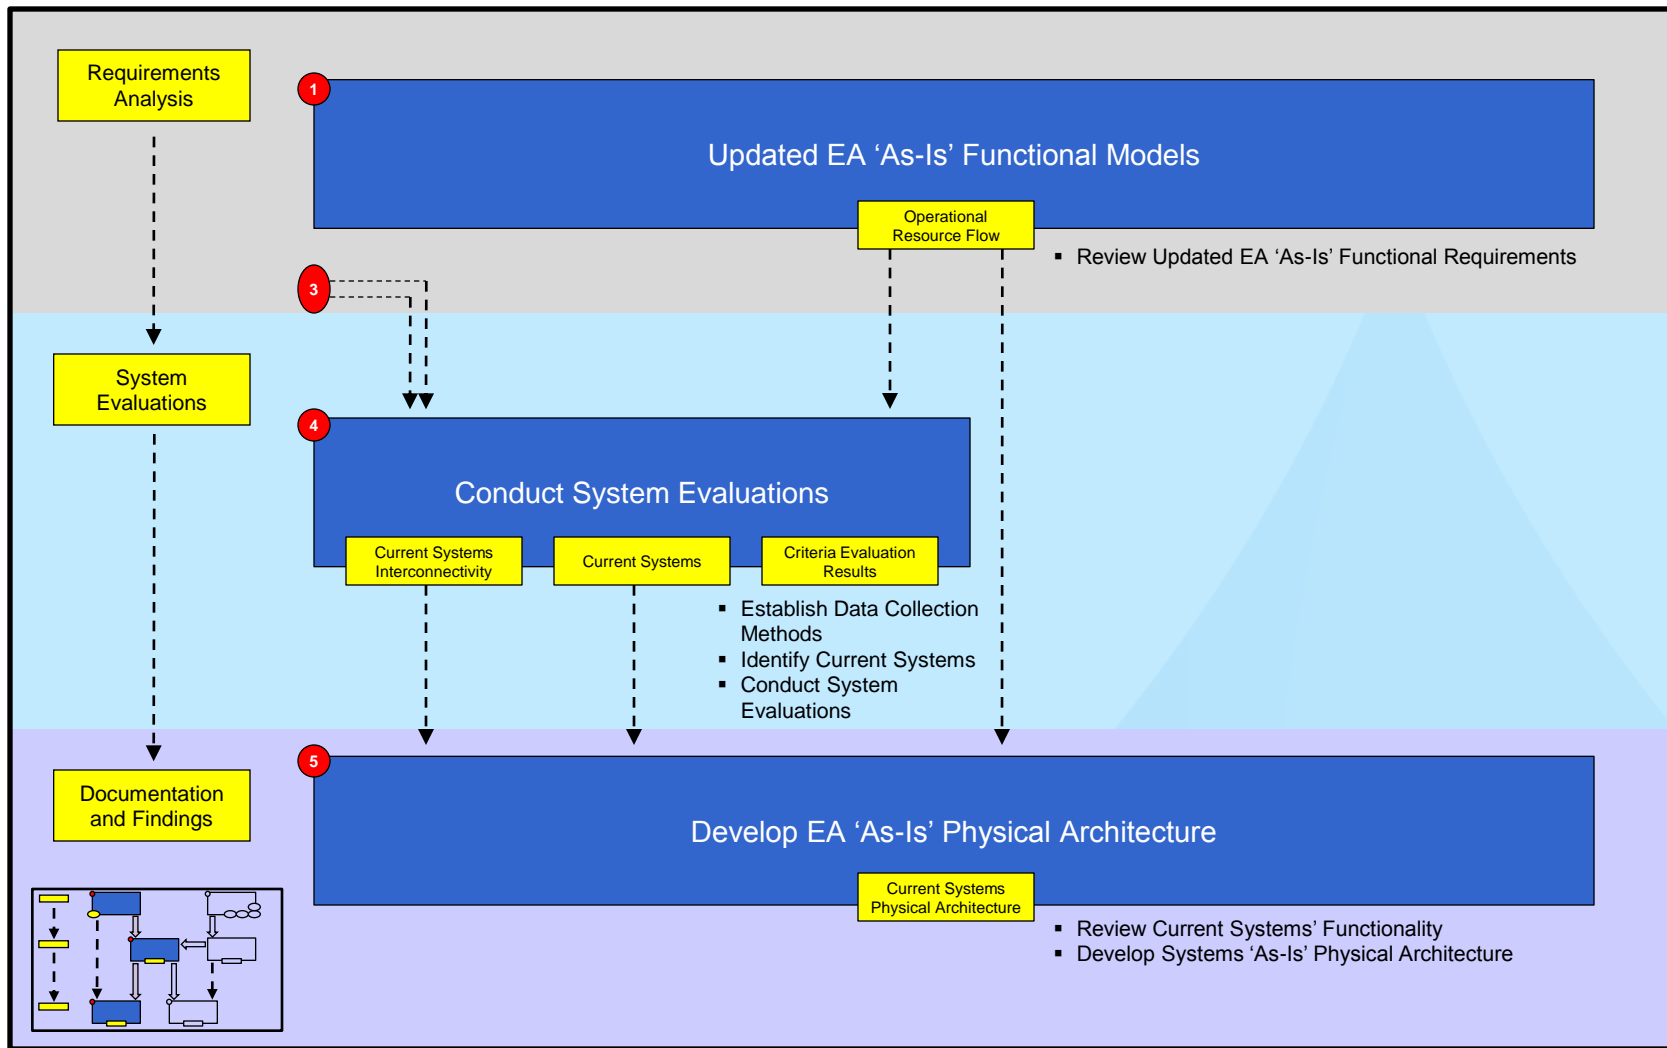 Requirements
Analysis
1
Updated EA ‘As-Is’ Functional Models
Operational
Resource Flow
▪ Review Updated EA ‘As-Is’ Functional Requirements
3
System
Evaluations
4
Conduct System Evaluations
Current Systems
Interconnectivity
Current Systems
Criteria Evaluation
Results
▪ Establish Data Collection
Methods
▪ Identify Current Systems
▪ Conduct System
Evaluations
5
Documentation
and Findings
Develop EA ‘As-Is’ Physical Architecture
Current Systems
Physical Architecture
▪ Review Current Systems’ Functionality
▪ Develop Systems ‘As-Is’ Physical Architecture